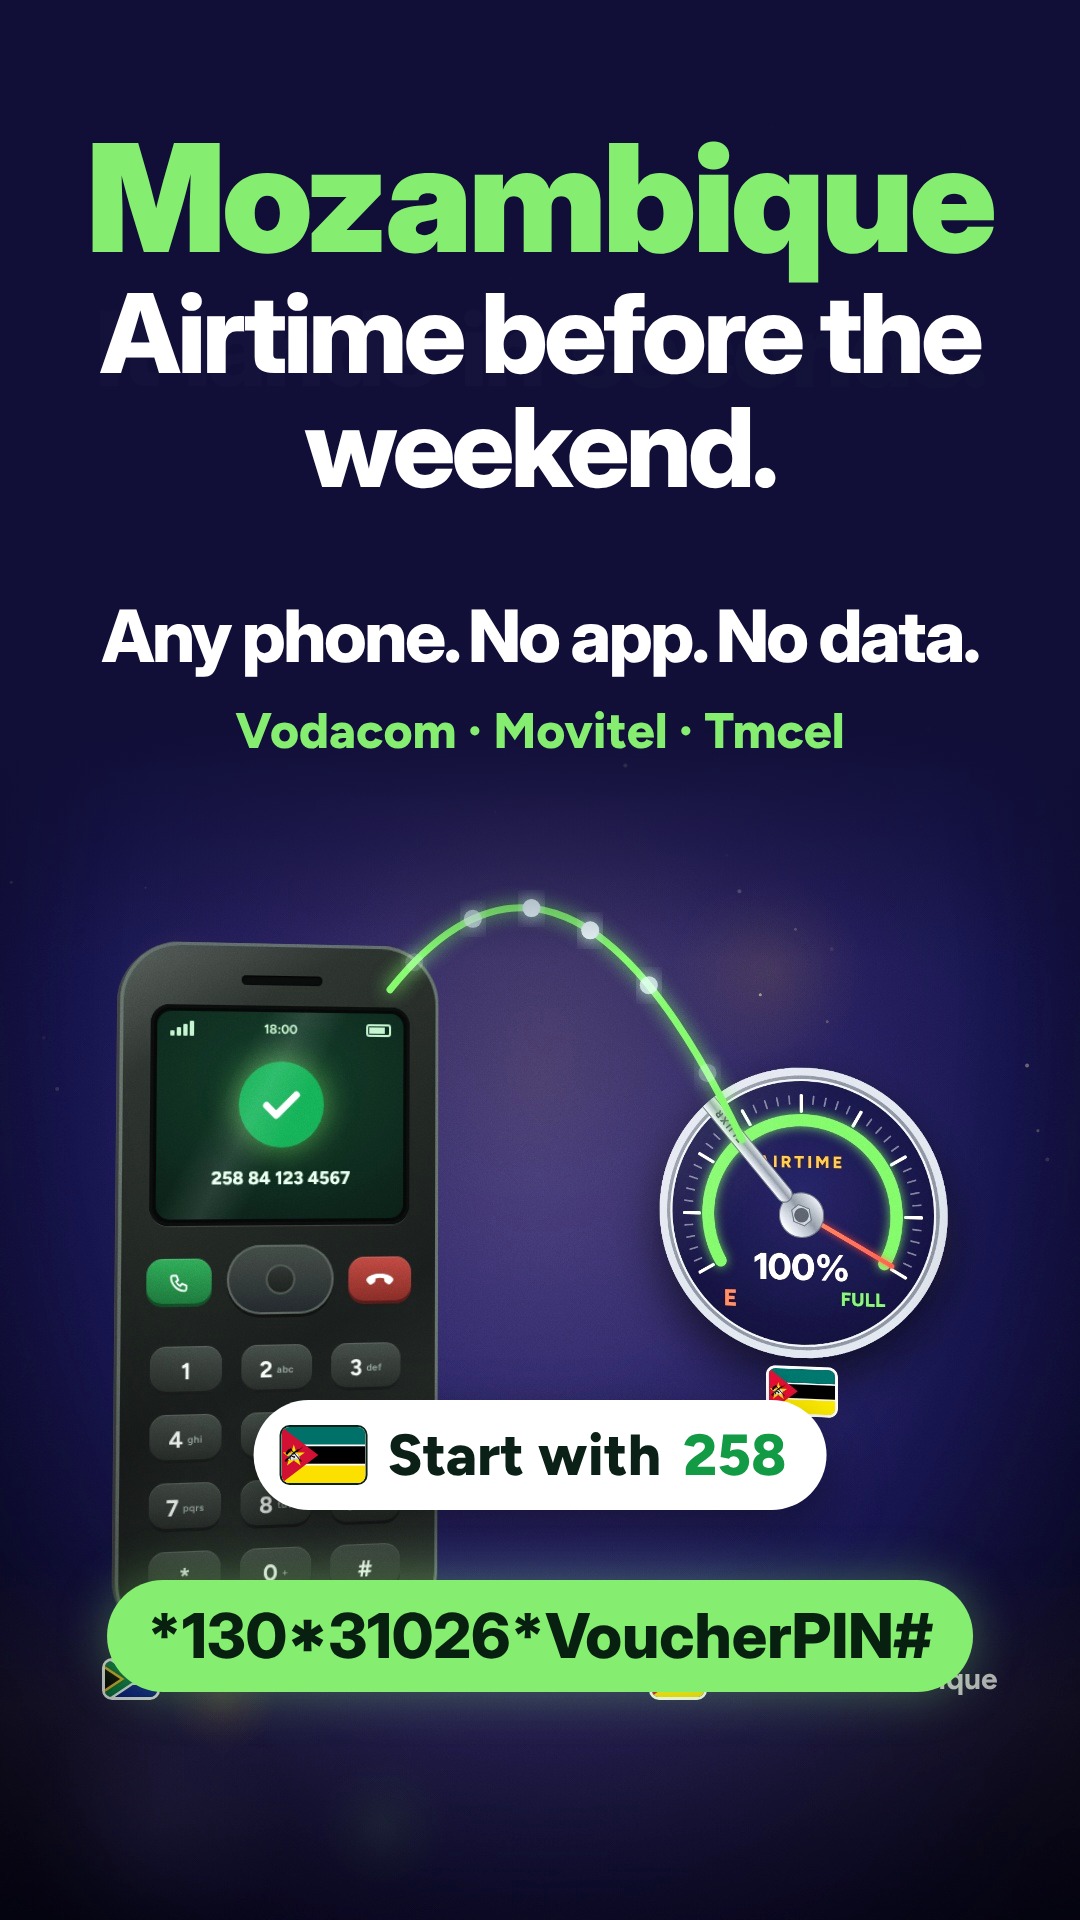 Mozambique
Airtime before the
weekend.
Any phone. No app. No data.
Vodacom · Movitel · Tmcel
18:00
258 84 123 4567
AIRTIME
100%
E
FULL
1
2 abc
3 def
4 ghi
Start with 258
7 pqrs
8
*
0 +
#
*130*31026*VoucherPIN#